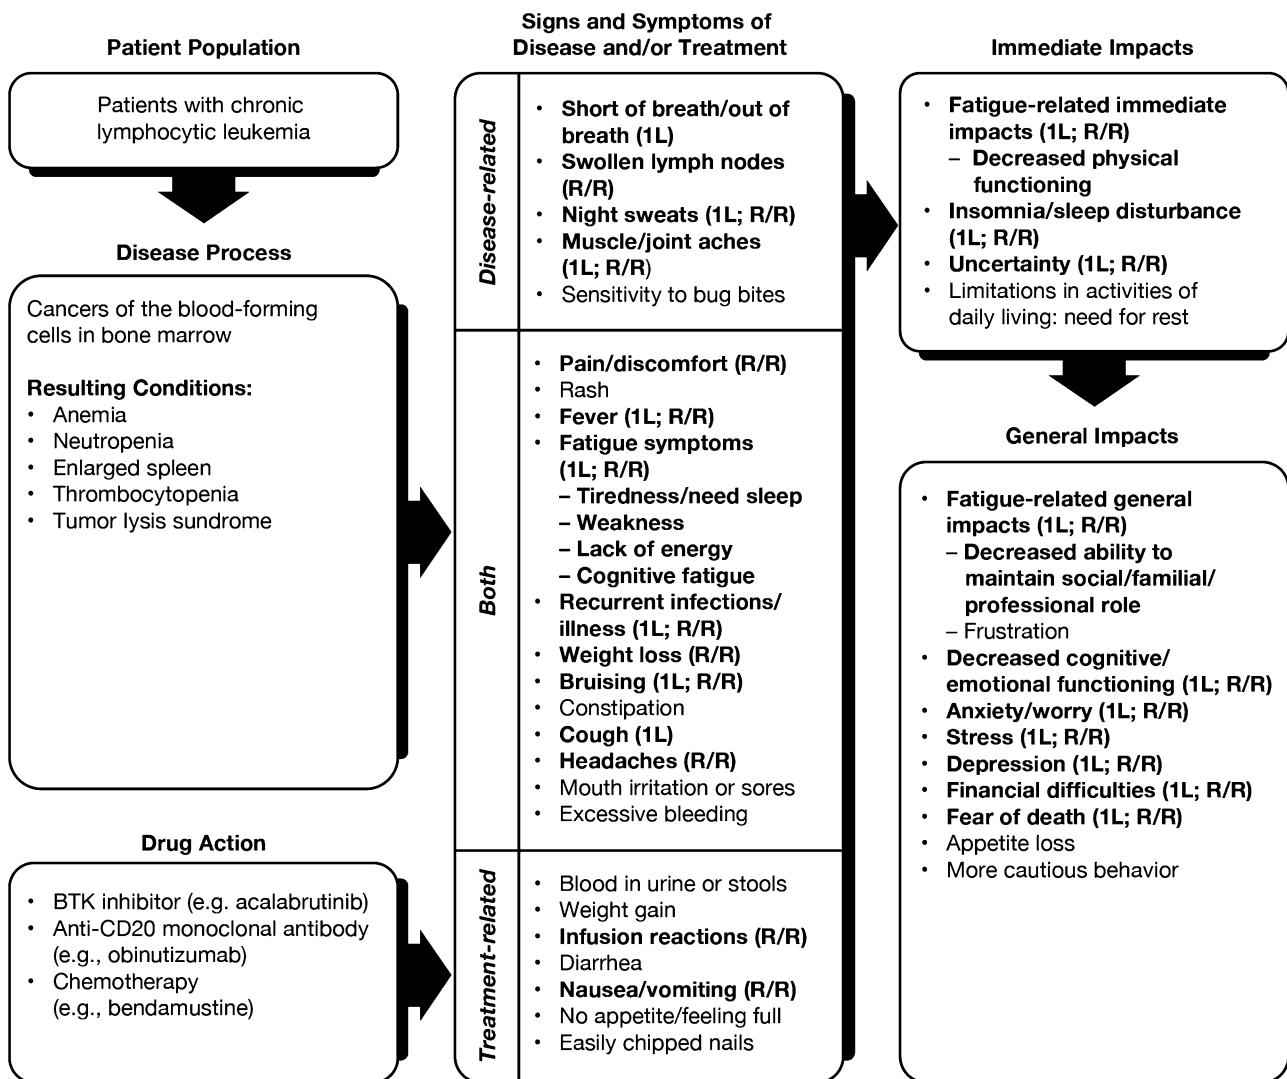 Patient Population
Patients with chronic
lymphocytic leukemia
Disease Process
Cancers of the blood-forming
cells in bone marrow
Resulting Conditions:
• Anemia
• Neutropenia
• Enlarged spleen
• Thrombocytopenia
• Tumor lysis sundrome
Drug Action
• BTK inhibitor (e.g. acalabrutinib)
• Anti-CD20 monoclonal antibody
(e.g., obinutizumab)
• Chemotherapy
(e.g., bendamustine)
Signs and Symptoms of
Disease and/or Treatment
Disease-related
• Short of breath/out of
breath (1L)
• Swollen lymph nodes
(R/R)
• Night sweats (1L; R/R)
• Muscle/joint aches
(1L; R/R)
• Sensitivity to bug bites
Both
• Pain/discomfort (R/R)
• Rash
• Fever (1L; R/R)
• Fatigue symptoms
(1L; R/R)
– Tiredness/need sleep
– Weakness
– Lack of energy
– Cognitive fatigue
• Recurrent infections/
illness (1L; R/R)
• Weight loss (R/R)
• Bruising (1L; R/R)
• Constipation
• Cough (1L)
• Headaches (R/R)
• Mouth irritation or sores
• Excessive bleeding
Treatment-related
• Blood in urine or stools
• Weight gain
• Infusion reactions (R/R)
• Diarrhea
• Nausea/vomiting (R/R)
• No appetite/feeling full
• Easily chipped nails
Immediate Impacts
• Fatigue-related immediate
impacts (1L; R/R)
– Decreased physical
functioning
• Insomnia/sleep disturbance
(1L; R/R)
• Uncertainty (1L; R/R)
• Limitations in activities of
daily living: need for rest
General Impacts
• Fatigue-related general
impacts (1L; R/R)
– Decreased ability to
maintain social/familial/
professional role
– Frustration
• Decreased cognitive/
emotional functioning (1L; R/R)
• Anxiety/worry (1L; R/R)
• Stress (1L; R/R)
• Depression (1L; R/R)
• Financial difficulties (1L; R/R)
• Fear of death (1L; R/R)
• Appetite loss
• More cautious behavior